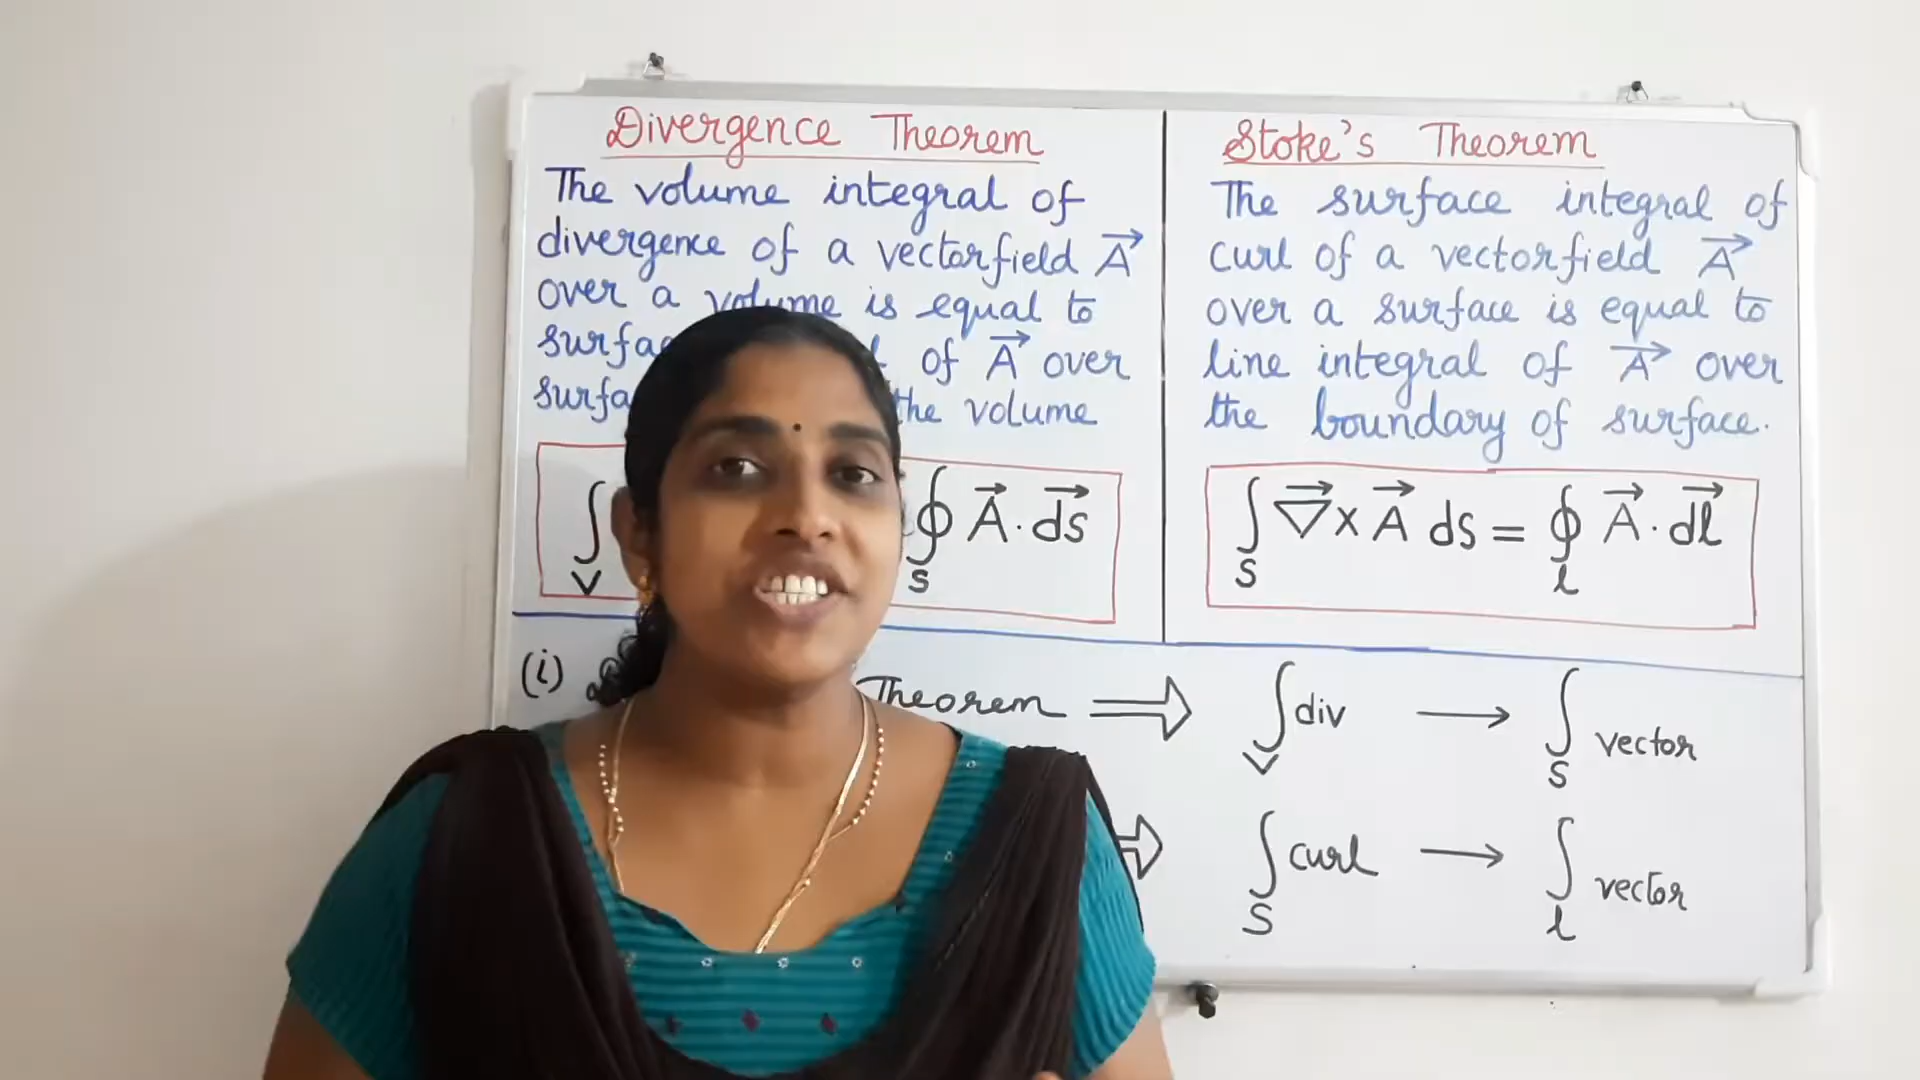 Divergence Theorem
The volume integral of
divergence of a vectorfield A⃗
over a volume is equal to
of A⃗ over
the volume
∫ V ∮ S A⃗ . ds⃗
Stoke's Theorem
The surface integral of
curl of a vectorfield A⃗
over a surface is equal to
line integral of A⃗ over
the boundary of surface.
∫ S ∇⃗ x A⃗ ds = ∮ l A⃗ . dl⃗
(i) Theorem ⇒ ∫ V div → ∫ S vector
⇒ ∫ S curl → ∫ l vector